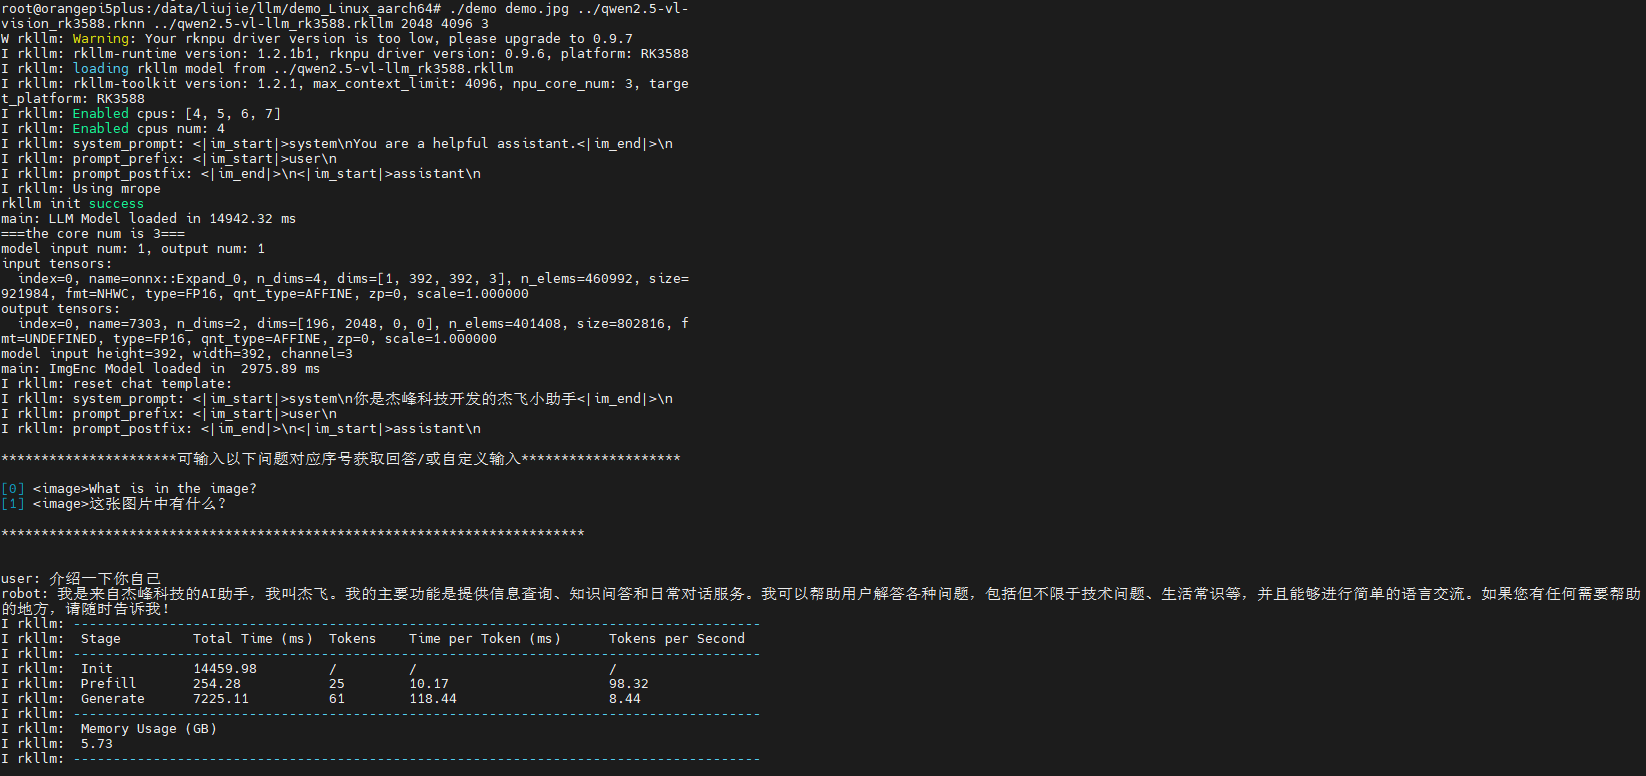 root@orangepi5plus:/data/liujie/llm/demo_Linux_aarch64# ./demo demo.jpg ../qwen2.5-vl-
vision_rk3588.rknn ../qwen2.5-vl-llm_rk3588.rkllm 2048 4096 3
W rkllm: Warning: Your rknpu driver version is too low, please upgrade to 0.9.7
I rkllm: rkllm-runtime version: 1.2.1b1, rknpu driver version: 0.9.6, platform: RK3588
I rkllm: loading rkllm model from ../qwen2.5-vl-llm_rk3588.rkllm
I rkllm: rkllm-toolkit version: 1.2.1, max_context_limit: 4096, npu_core_num: 3, targe
t_platform: RK3588
I rkllm: Enabled cpus: [4, 5, 6, 7]
I rkllm: Enabled cpus num: 4
I rkllm: system_prompt: <|im_start|>system\nYou are a helpful assistant.<|im_end|>\n
I rkllm: prompt_prefix: <|im_start|>user\n
I rkllm: prompt_postfix: <|im_end|>\n<|im_start|>assistant\n
I rkllm: Using mrope
rkllm init success
main: LLM Model loaded in 14942.32 ms
===the core num is 3===
model input num: 1, output num: 1
input tensors:
  index=0, name=onnx::Expand_0, n_dims=4, dims=[1, 392, 392, 3], n_elems=460992, size=
921984, fmt=NHWC, type=FP16, qnt_type=AFFINE, zp=0, scale=1.000000
output tensors:
  index=0, name=7303, n_dims=2, dims=[196, 2048, 0, 0], n_elems=401408, size=802816, f
mt=UNDEFINED, type=FP16, qnt_type=AFFINE, zp=0, scale=1.000000
model input height=392, width=392, channel=3
main: ImgEnc Model loaded in  2975.89 ms
I rkllm: reset chat template:
I rkllm: system_prompt: <|im_start|>system\n你是杰峰科技开发的杰飞小助手<|im_end|>\n
I rkllm: prompt_prefix: <|im_start|>user\n
I rkllm: prompt_postfix: <|im_end|>\n<|im_start|>assistant\n
**********************可输入以下问题对应序号获取回答/或自定义输入********************
[0] <image>What is in the image?
[1] <image>这张图片中有什么?
*************************************************************************
user: 介绍一下你自己
robot: 我是来自杰峰科技的AI助手，我叫杰飞。我的主要功能是提供信息查询、知识问答和日常对话服务。我可以帮助用户解答各种问题，包括但不限于技术问题、生活常识等，并且能够进行简单的语言交流。如果您有任何需要帮助
的地方，请随时告诉我！
I rkllm: --------------------------------------------------------------------------------------
I rkllm:  Stage         Total Time (ms)  Tokens    Time per Token (ms)      Tokens per Second
I rkllm: --------------------------------------------------------------------------------------
I rkllm:  Init          14459.98         /         /                        /
I rkllm:  Prefill       254.28           25        10.17                    98.32
I rkllm:  Generate      7225.11          61        118.44                   8.44
I rkllm: --------------------------------------------------------------------------------------
I rkllm:  Memory Usage (GB)
I rkllm:  5.73
I rkllm: --------------------------------------------------------------------------------------